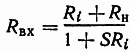 R_вх = (R_i + R_н) / (1 + SR_i)